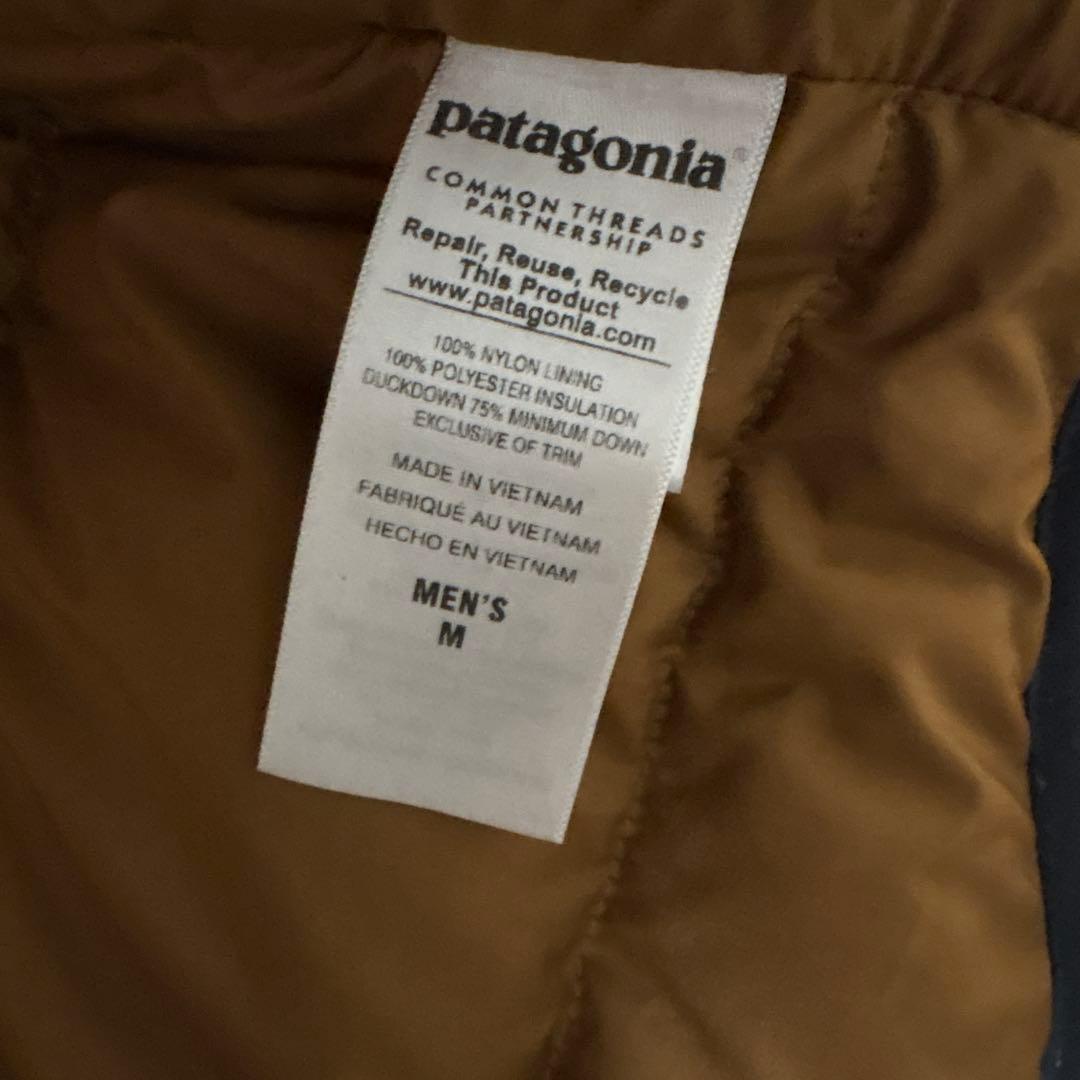 patagonia®
COMMON THREADS
PARTNERSHIP
Repair, Reuse, Recycle
This Product
www.patagonia.com
100% NYLON LINING
100% POLYESTER INSULATION
DUCKDOWN 75% MINIMUM DOWN
EXCLUSIVE OF TRIM
MADE IN VIETNAM
FABRIQUÉ AU VIETNAM
HECHO EN VIETNAM
MEN'S
M